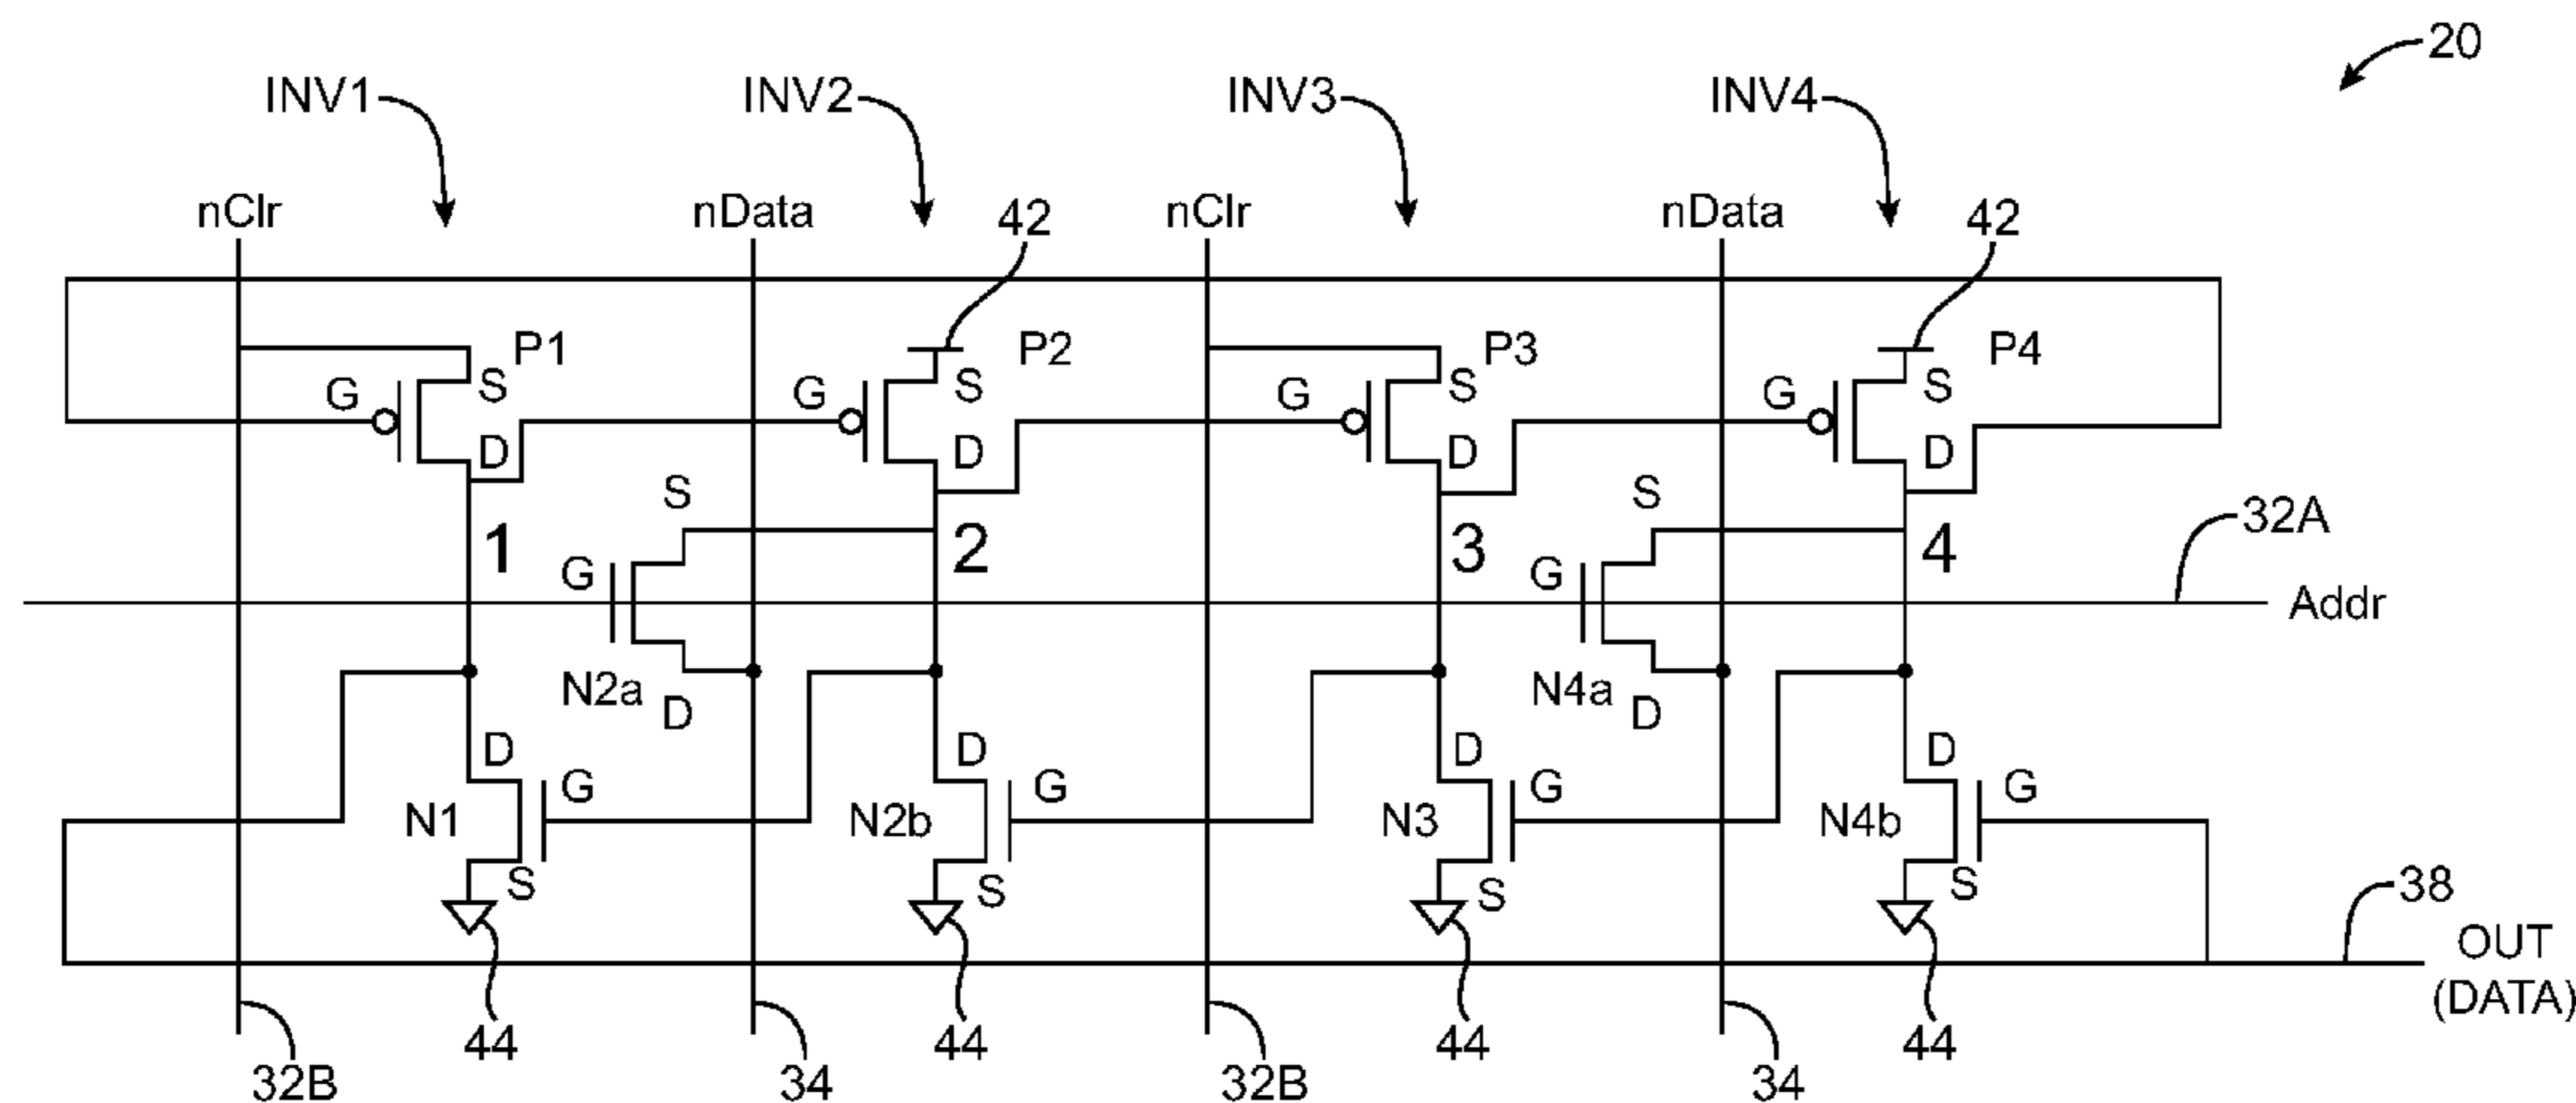 20
INV1 INV2 INV3 INV4
nClr nData 42 nClr nData 42
P1 P2 P3 P4
G S G S G S G S
D D D D
S S
1 2 3 4
32A
G G
Addr
N2a D N4a D
D G D G D G D G
N1 N2b N3 N4b
S S S S
38
OUT
(DATA)
44 44 44 44
32B 34 32B 34